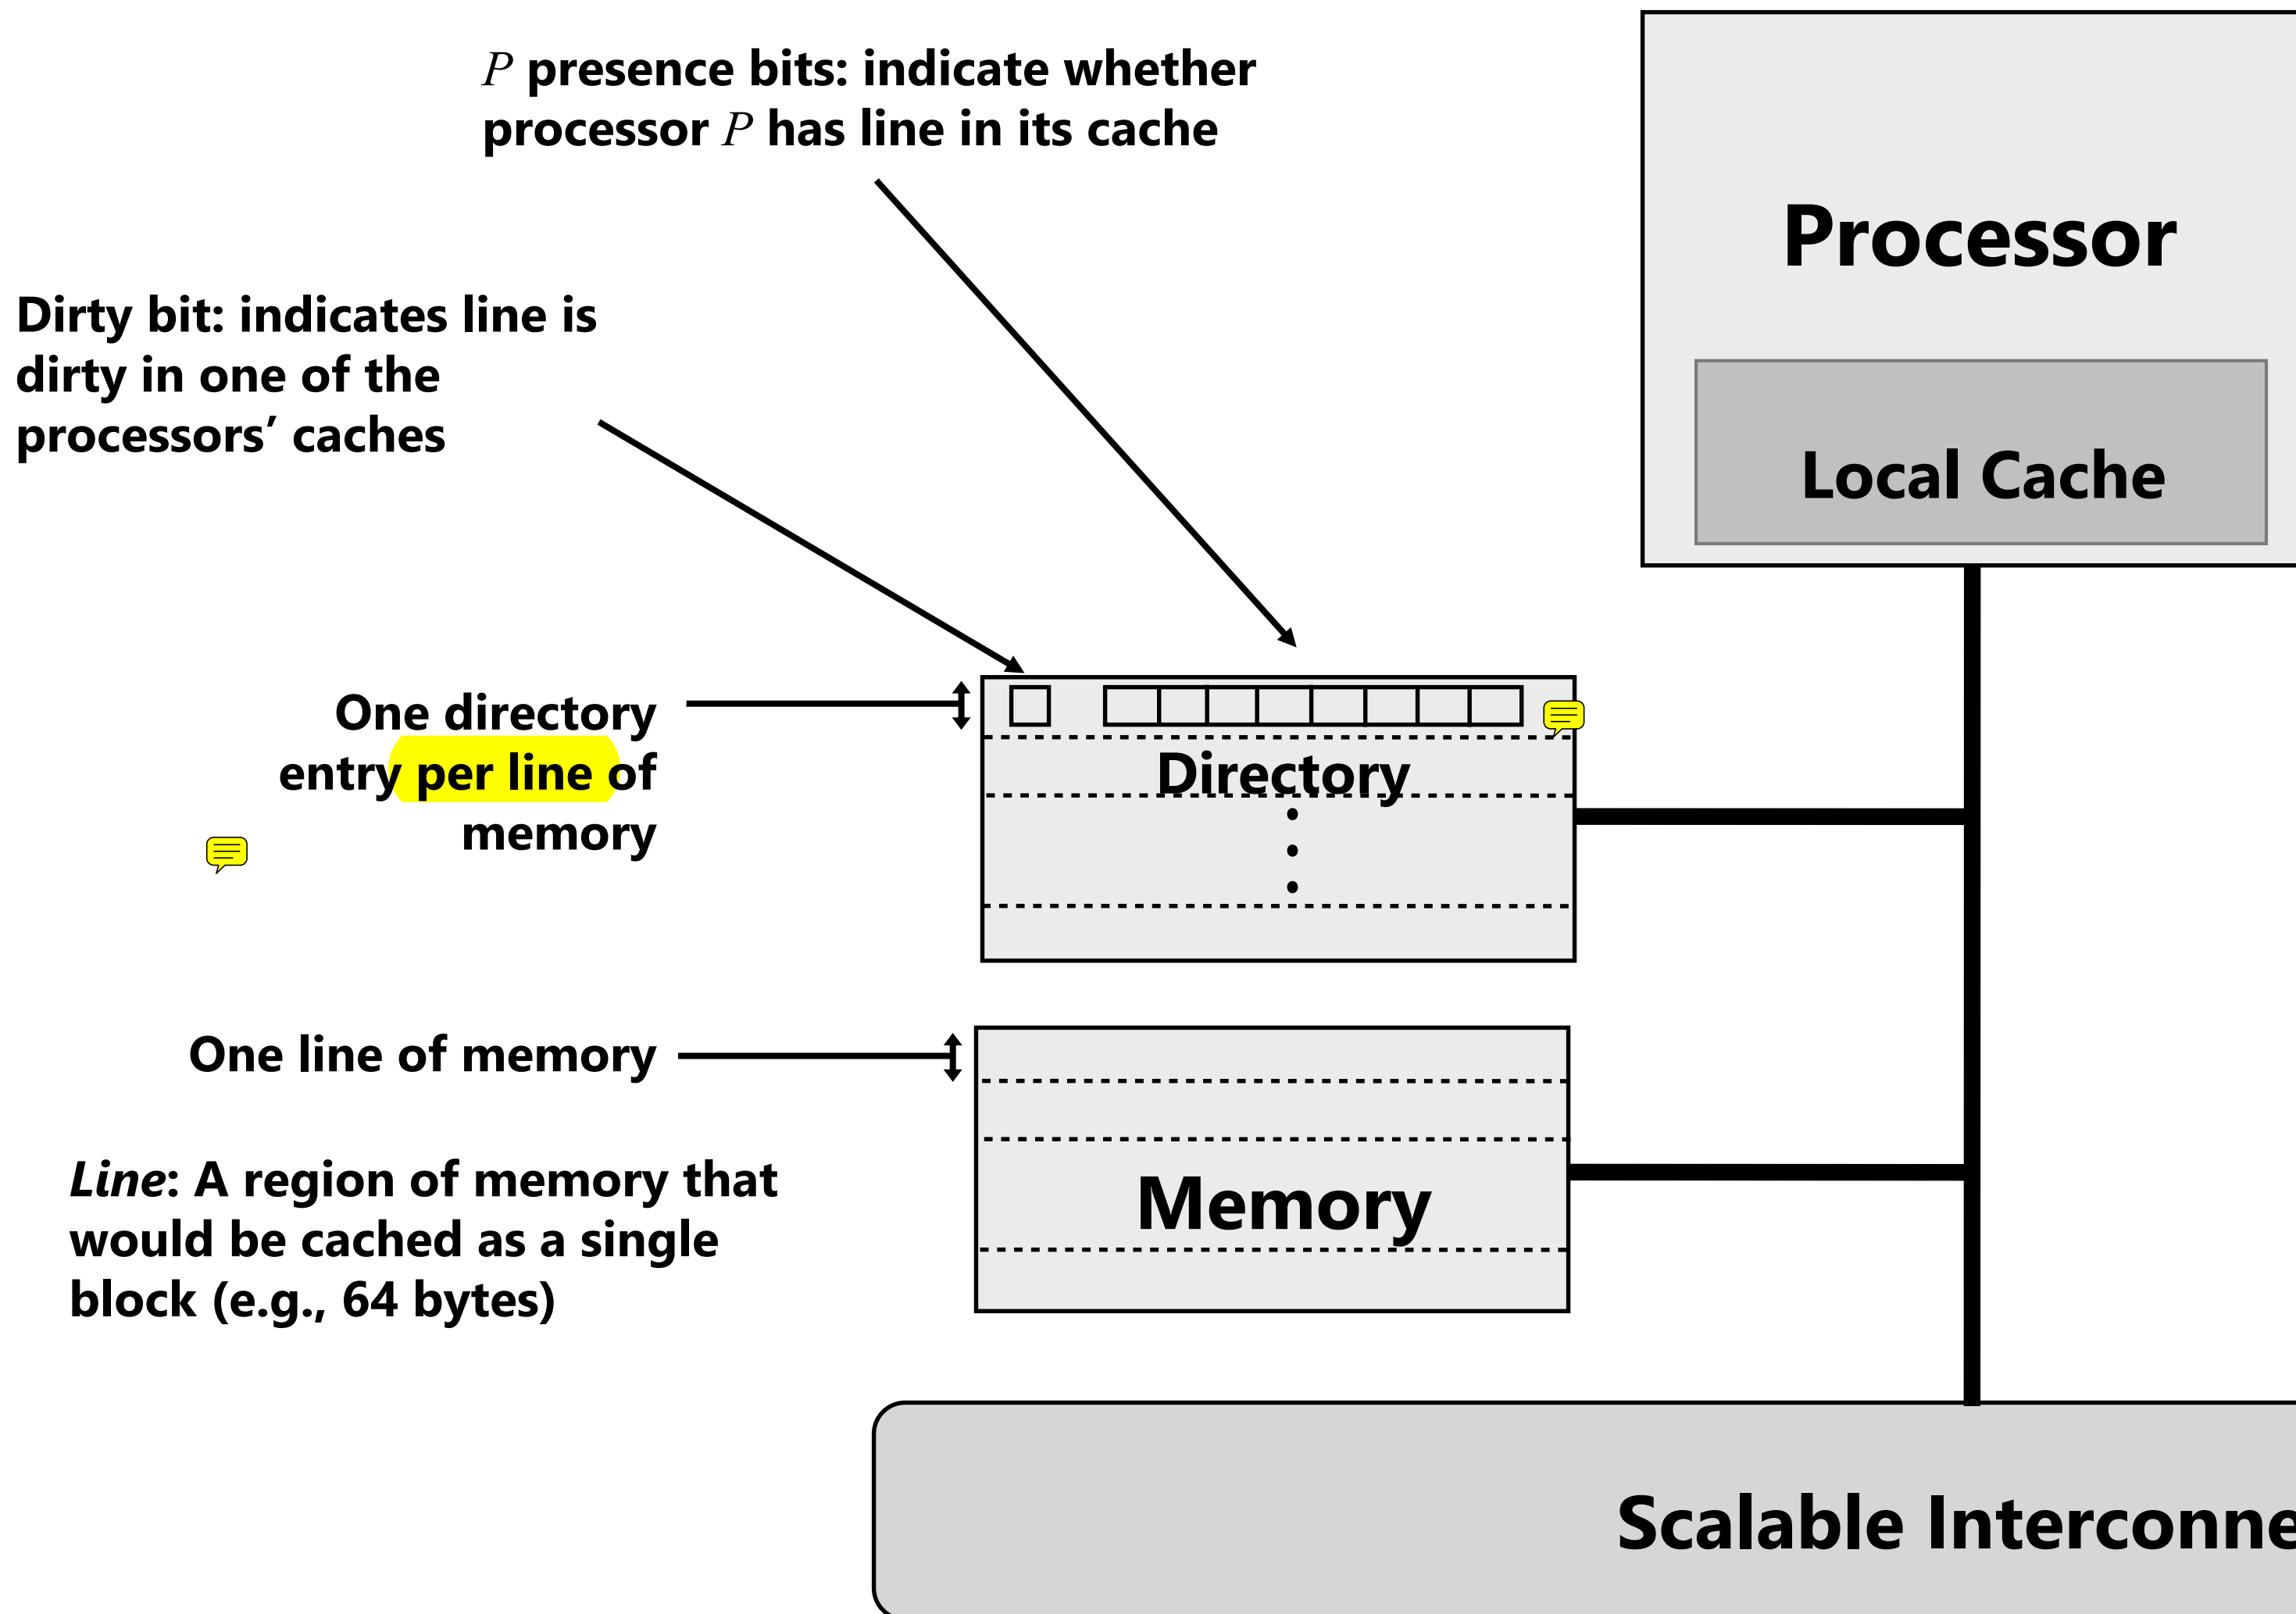 P presence bits: indicate whether
processor P has line in its cache
Processor
Dirty bit: indicates line is
dirty in one of the
processors’ caches
Local Cache
One directory
entry per line of
memory
Directory
One line of memory
Line: A region of memory that
would be cached as a single
block (e.g., 64 bytes)
Memory
Scalable Interconne